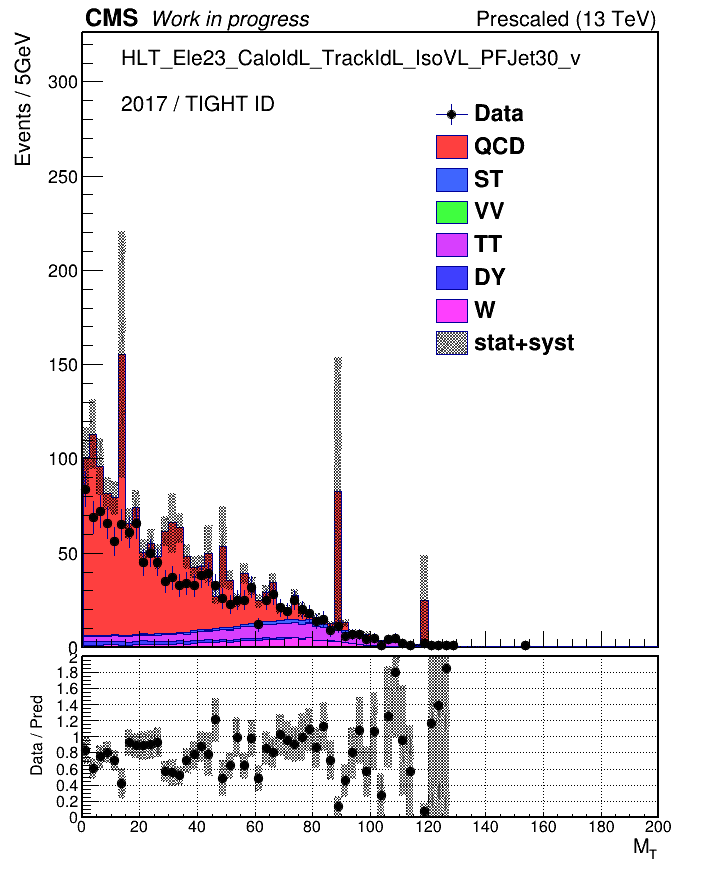 CMS Work in progress Prescaled (13 TeV)
HLT_Ele23_CaloIdL_TrackIdL_IsoVL_PFJet30_v
2017 / TIGHT ID
Events / 5GeV
300
250
200
150
100
50
0
Data
QCD
ST
VV
TT
DY
W
stat+syst
Data / Pred
2
1.8
1.6
1.4
1.2
1
0.8
0.6
0.4
0.2
0
0 20 40 60 80 100 120 140 160 180 200
M_T